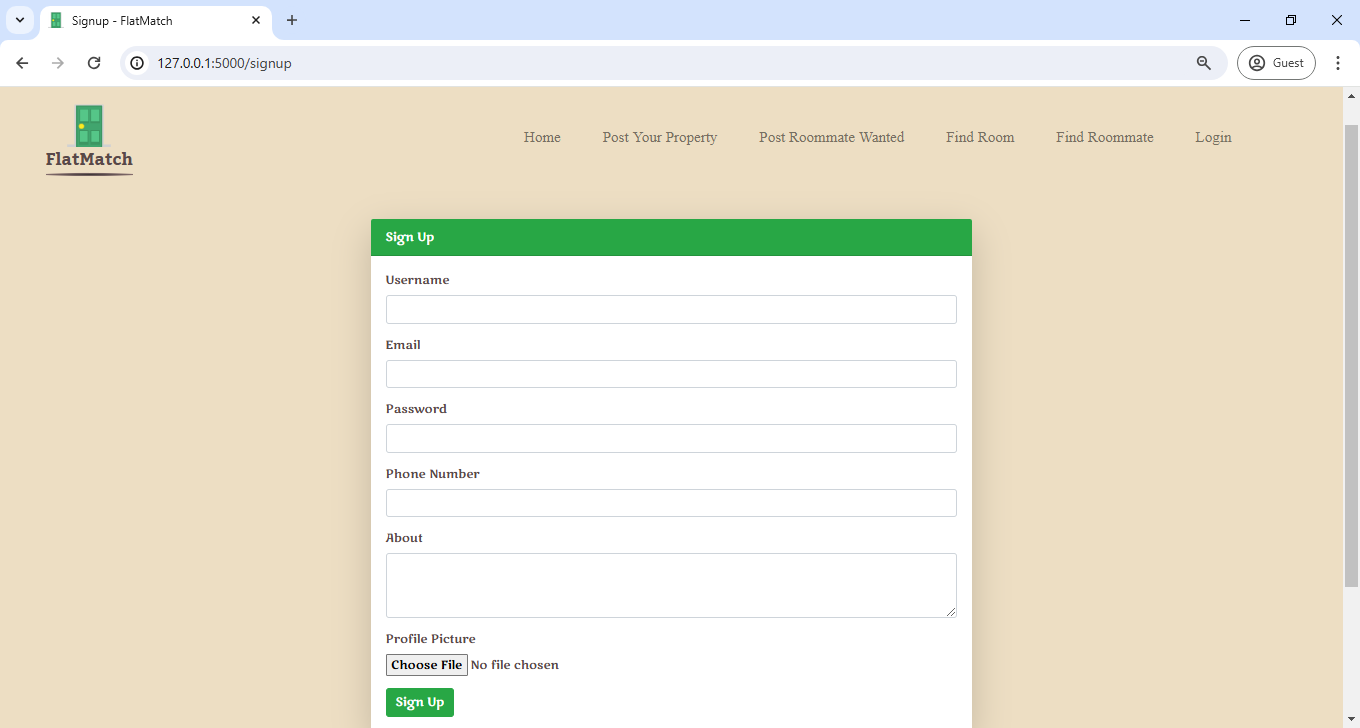 Signup - FlatMatch
127.0.0.1:5000/signup
Guest
FlatMatch
Home Post Your Property Post Roommate Wanted Find Room Find Roommate Login
Sign Up
Username
Email
Password
Phone Number
About
Profile Picture
Choose File No file chosen
Sign Up